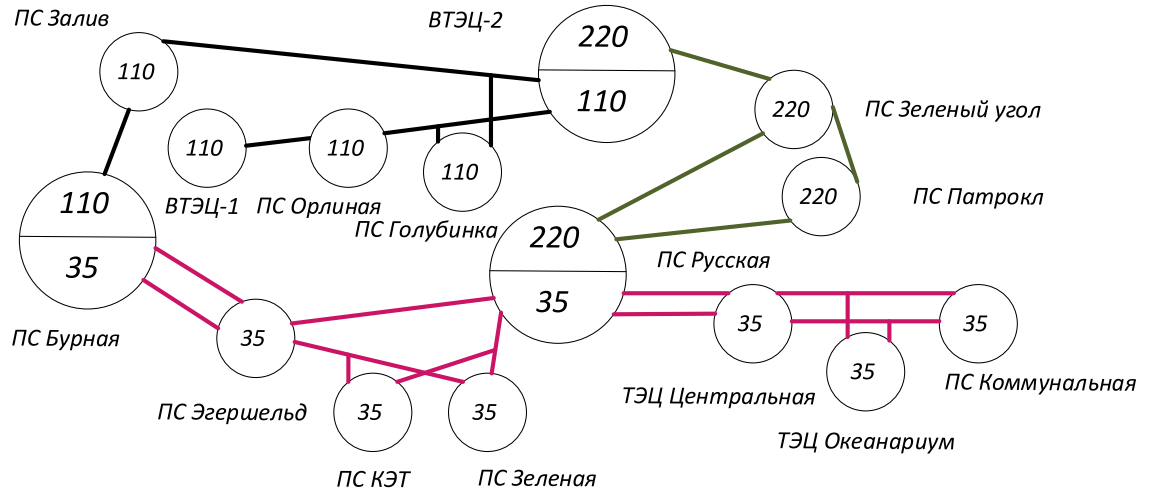 ПС Залив
ВТЭЦ-2
220
110
110
220
ПС Зеленый угол
110
110
110
220
ПС Патрокл
ВТЭЦ-1
ПС Орлиная
ПС Голубинка
110
35
220
35
ПС Русская
ПС Бурная
35
35
35
35
ПС Эгершельд
35
35
ТЭЦ Центральная
ПС Коммунальная
ТЭЦ Океанариум
ПС КЭТ
ПС Зеленая